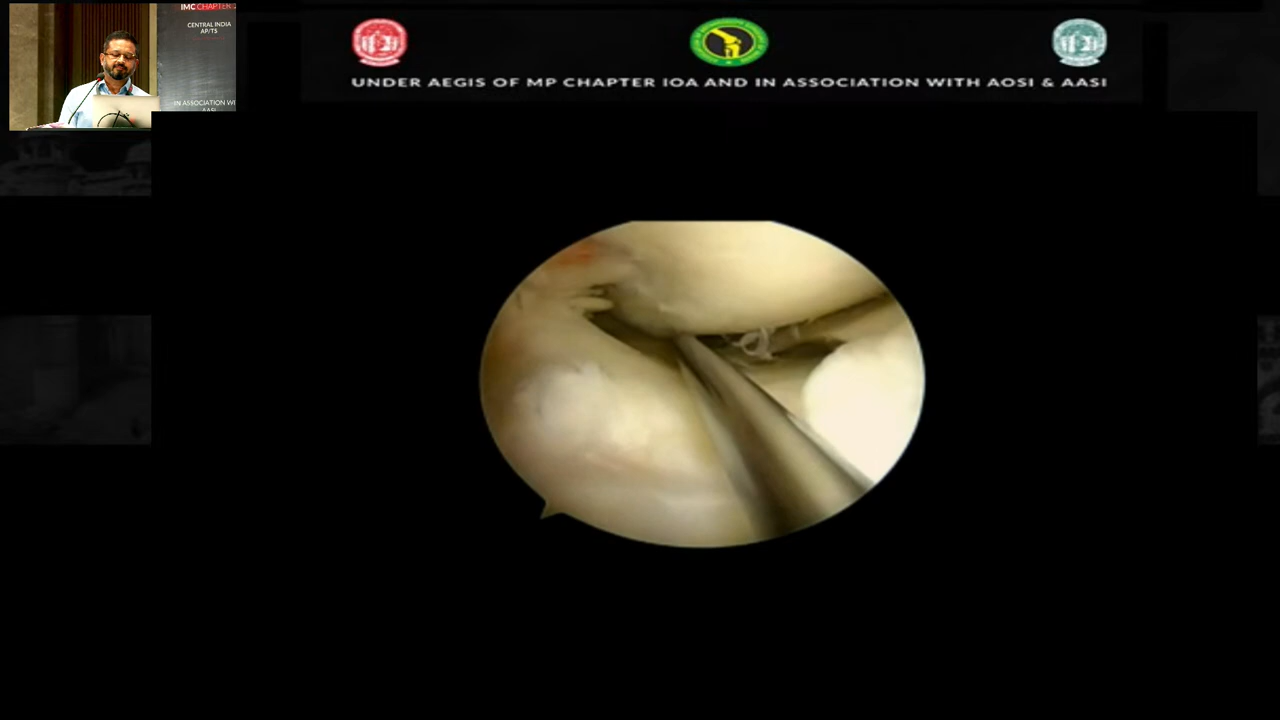 IMC CHAPTER
CENTRAL INDIA
AP/TS
IN ASSOCIATION WI
AASI
UNDER AEGIS OF MP CHAPTER IOA AND IN ASSOCIATION WITH AOSI & AASI